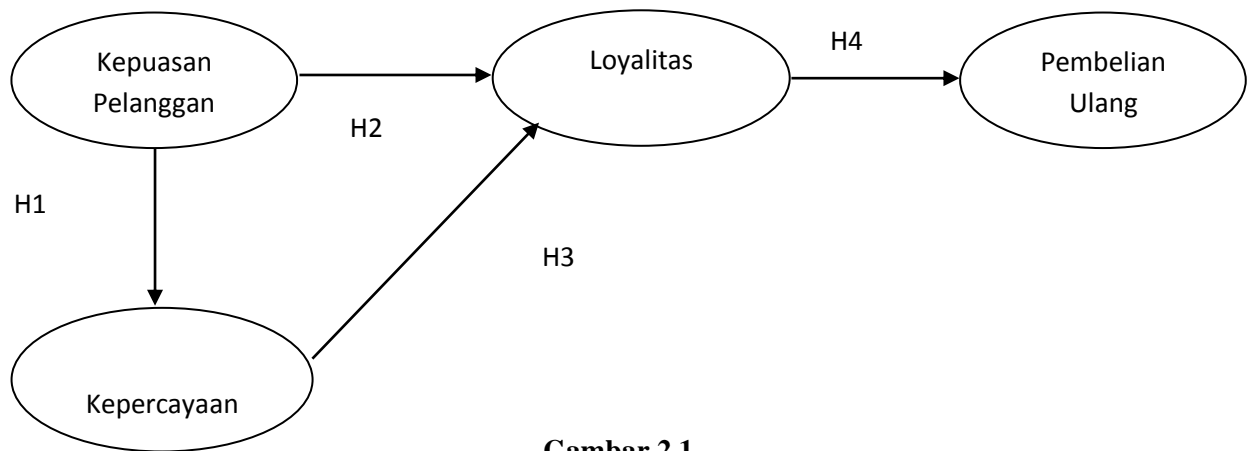 Kepuasan
Pelanggan
Loyalitas
H4
Pembelian
Ulang
H2
H1
H3
Kepercayaan
Gambar 2.1